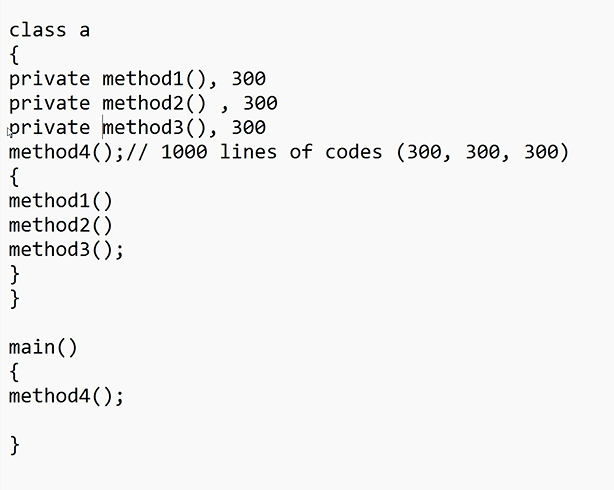 class a
{
private method1(), 300
private method2() , 300
private method3(), 300
method4();// 1000 lines of codes (300, 300, 300)
{
method1()
method2()
method3();
}
}
main()
{
method4();
}